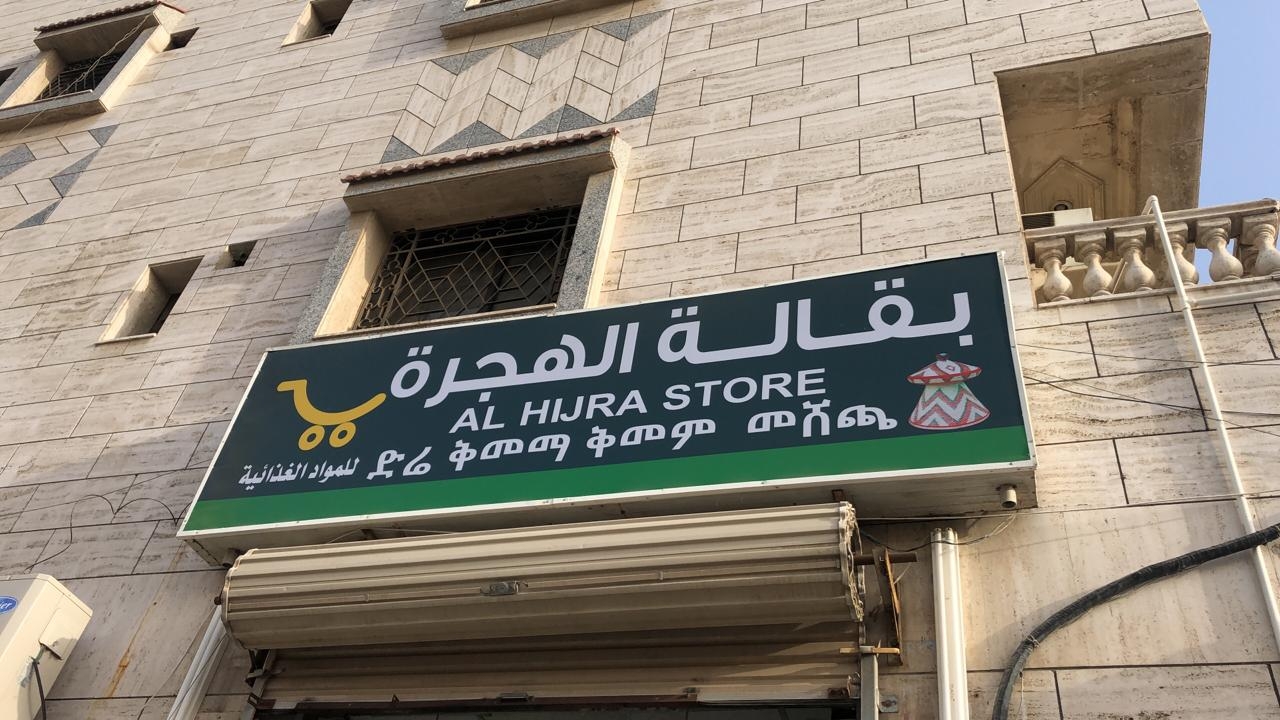 بقالة الهجرة
AL HIJRA STORE
ድሬ ቅመማ ቅመም መሸጫ
للمواد الغذائية